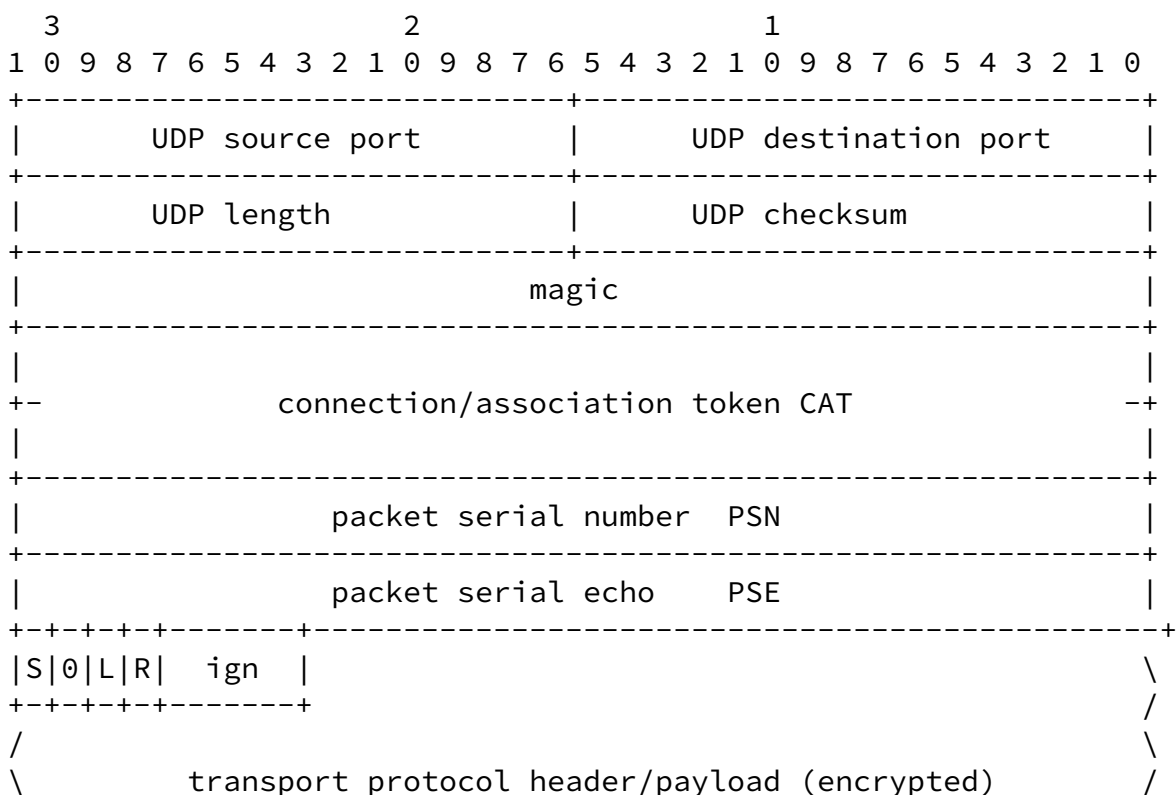 3                   2                   1
1 0 9 8 7 6 5 4 3 2 1 0 9 8 7 6 5 4 3 2 1 0 9 8 7 6 5 4 3 2 1 0
+------------------------------+-------------------------------+
|       UDP source port        |      UDP destination port     |
+------------------------------+-------------------------------+
|       UDP length             |      UDP checksum             |
+------------------------------+-------------------------------+
|                            magic                             |
+--------------------------------------------------------------+
|                                                              |
+-             connection/association token CAT               -+
|                                                              |
+--------------------------------------------------------------+
|                 packet serial number  PSN                    |
+--------------------------------------------------------------+
|                 packet serial echo    PSE                    |
+-+-+-+-+-------+-----------------------------------------------+
|S|0|L|R|  ign  |                                              \
+-+-+-+-+-------+                                              /
/                                                              \
\         transport protocol header/payload (encrypted)        /